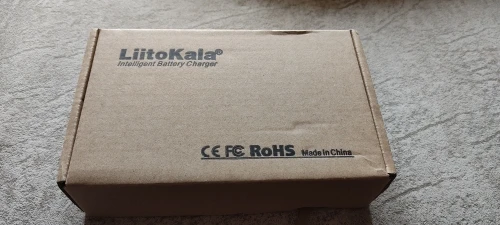 LiitoKala®
Intelligent Battery Charger
CE FC RoHS Made in China